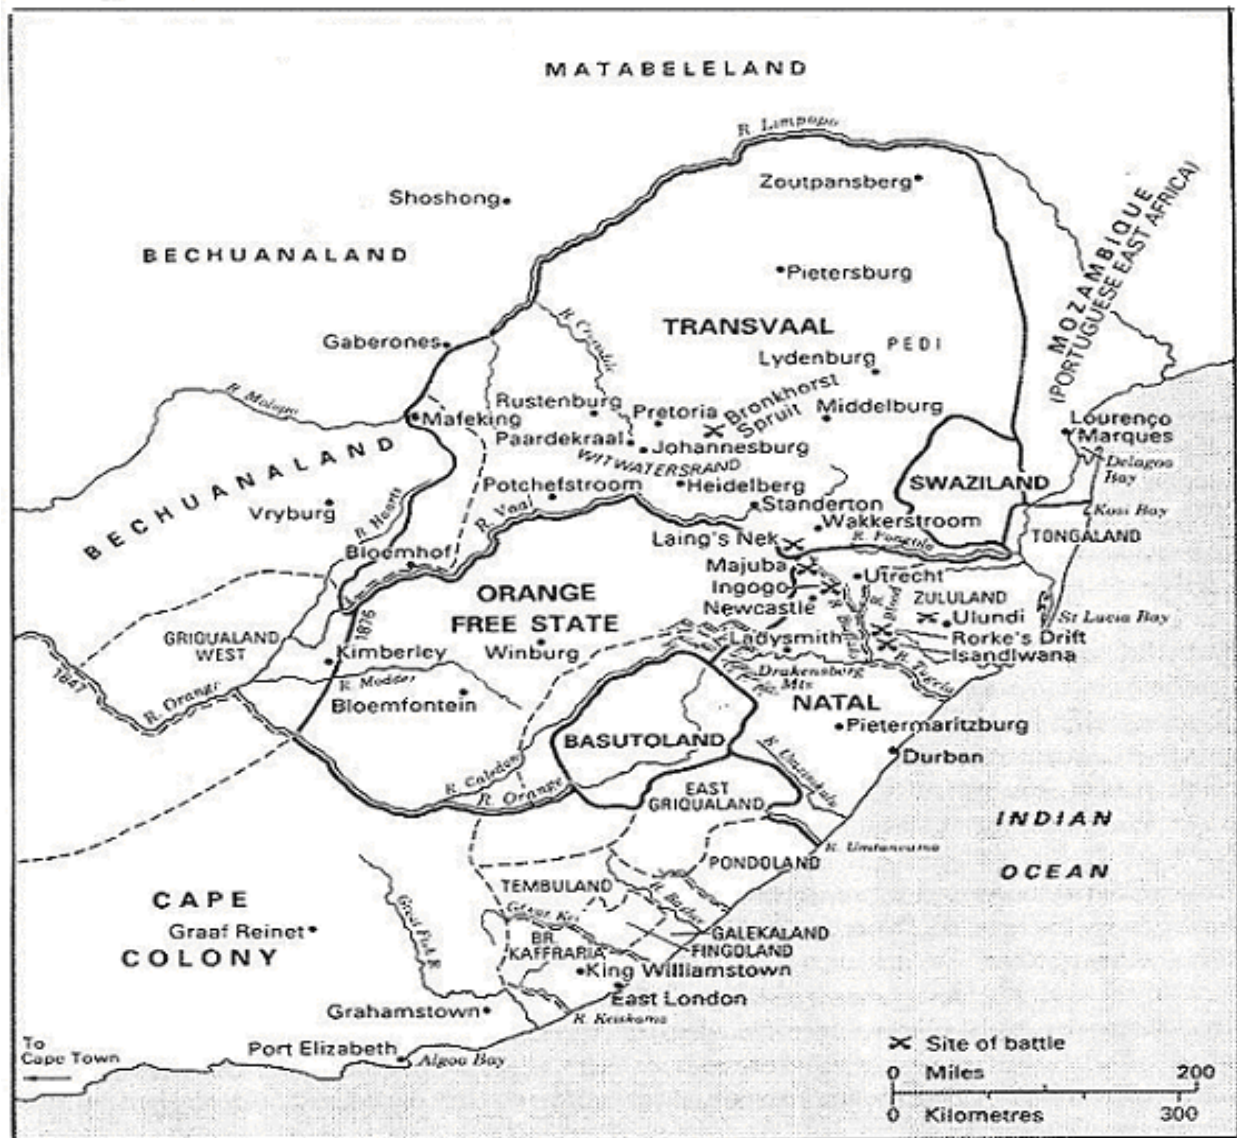 MATABELELAND
R. Limpopo
Zoutpansberg
Shoshong
MOZAMBIQUE
(PORTUGUESE EAST AFRICA)
BECHUANALAND
Pietersburg
TRANSVAAL
R. Crocodile
Gaberones
PEDI
Lydenburg
R. Molopo
Mafeking
Rustenburg
Pretoria
Bronkhorst
Spruit
Middelburg
Paardekraal
Johannesburg
WITWATERSRAND
Lourenço
Marques
Delagoa
Bay
BECHUANALAND
Vryburg
R. Hartz
Potchefstroom
Heidelberg
SWAZILAND
R. Vaal
Standerton
Kosi Bay
Wakkerstroom
TONGALAND
Laing's Nek
R. Pongola
Bloemhof
Majuba
Utrecht
Ingogo
ORANGE
FREE STATE
Newcastle
R. Buffalo
R. Blood
ZULULAND
Ulundi
St Lucia Bay
1876
GRIQUALAND
WEST
Kimberley
Winburg
Ladysmith
Rorke's Drift
Isandlwana
R. Tugela
Drakensberg
Mts
1847
R. Orange
R. Modder
Bloemfontein
NATAL
Pietermaritzburg
BASUTOLAND
Durban
R. Umzimkulu
R. Caledon
R. Orange
EAST
GRIQUALAND
INDIAN
OCEAN
R. Umtamvuma
PONDOLAND
TEMBULAND
R. Bashee
CAPE
COLONY
Graaf Reinet
Great Fish R
Great Kei
GALEKALAND
FINGOLAND
BR.
KAFFRARIA
King Williamstown
East London
Grahamstown
R. Keiskama
To
Cape Town
Port Elizabeth
Algoa Bay
Site of battle
0 Miles 200
0 Kilometres 300